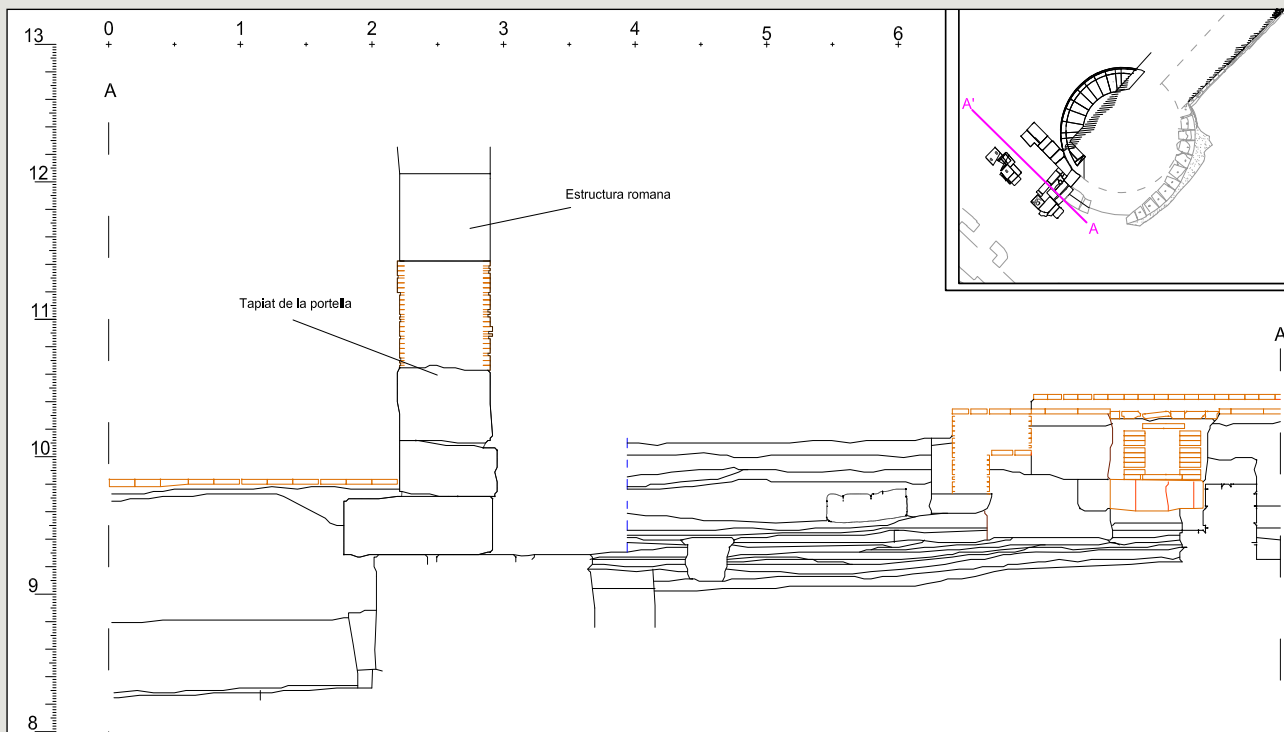 0 1 2 3 4 5 6
13
A
12
Estructura romana
11
Tapiat de la portella
10
9
8
A'
A
A